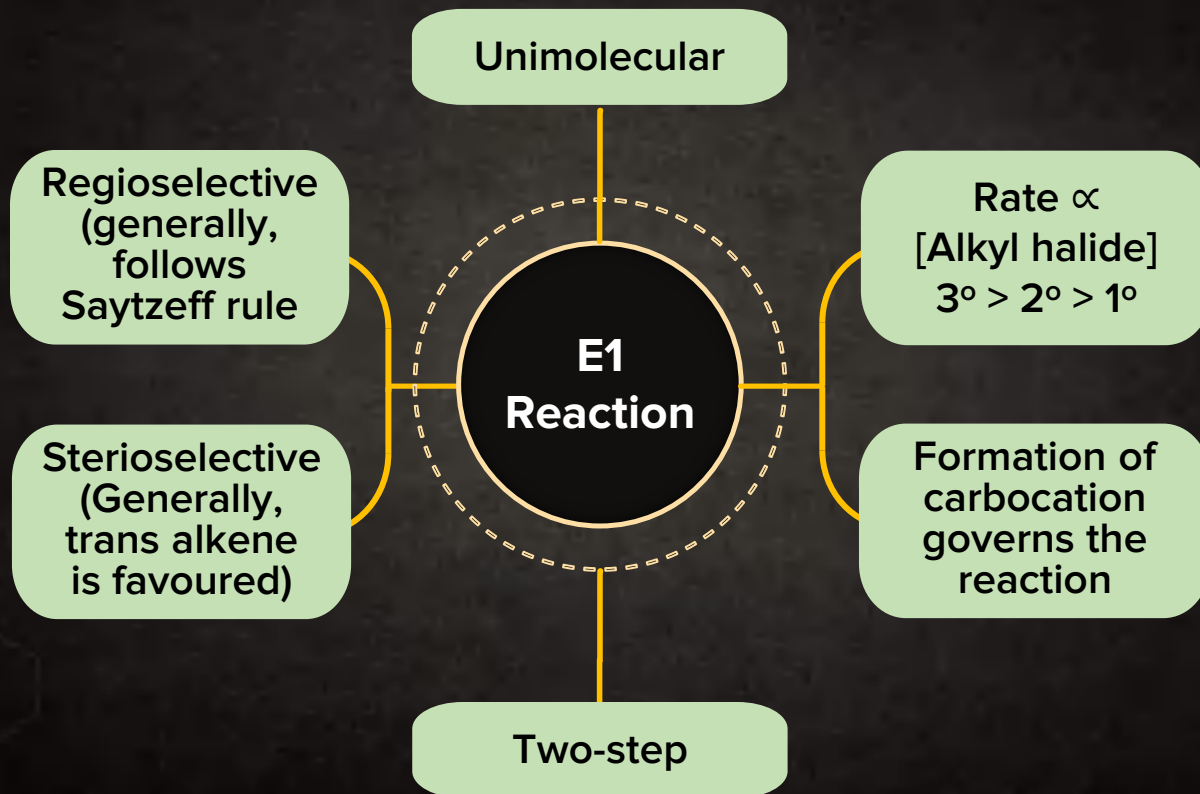 Unimolecular
Regioselective
(generally,
follows
Saytzeff rule
Rate ∝
[Alkyl halide]
3º > 2º > 1º
E1
Reaction
Sterioselective
(Generally,
trans alkene
is favoured)
Formation of
carbocation
governs the
reaction
Two-step